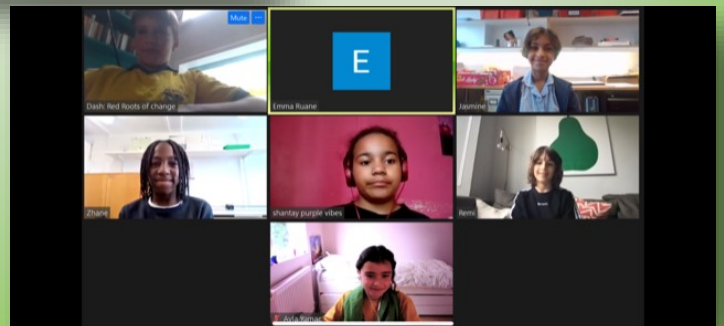 Mute ...
Dash: Red Roots of change
E
Emma Ruane
Jasmine
Zhane
shantay purple vibes
Remi
Ayla Yamac